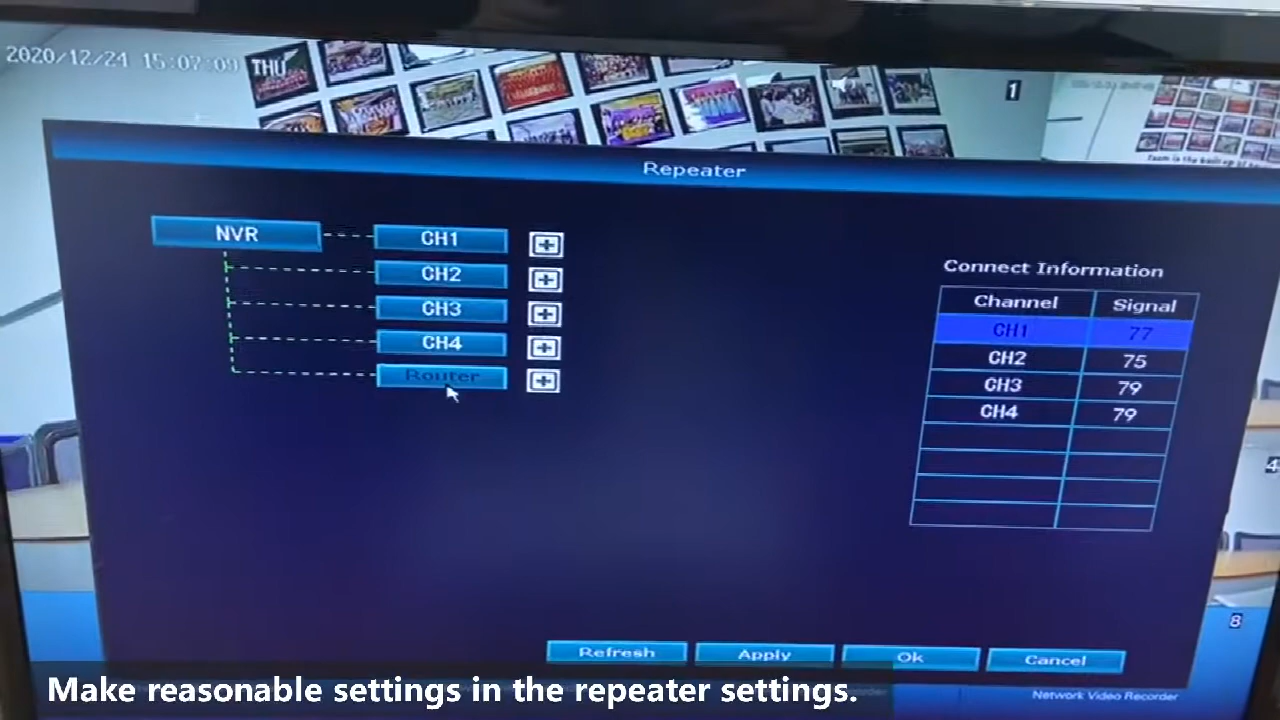 2020/12/24 15:07:09 THU
1
Repeater
NVR
CH1
CH2
CH3
CH4
Router
Connect Information
Channel Signal
CH1 77
CH2 75
CH3 79
CH4 79
4
8
Refresh Apply Ok Cancel
Make reasonable settings in the repeater settings.
Network Video Recorder